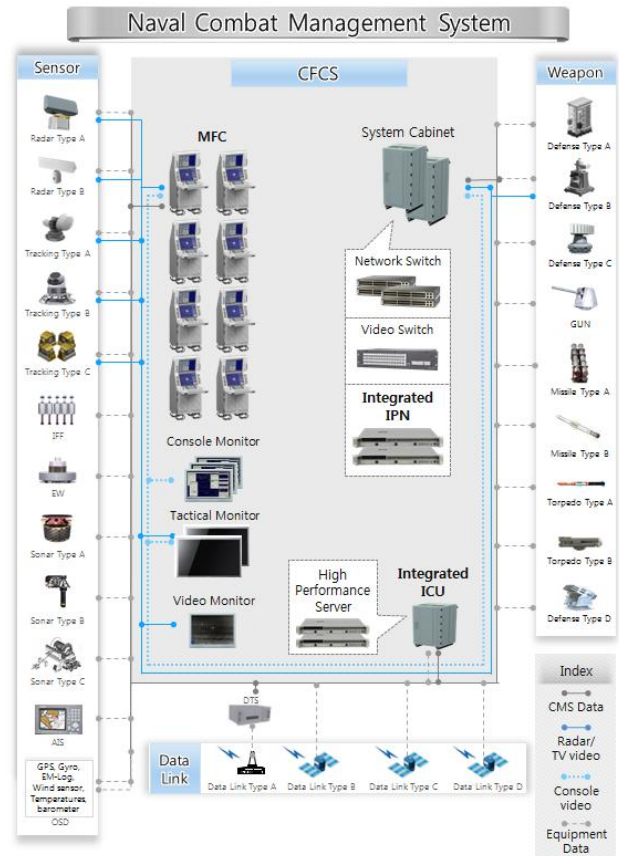 Naval Combat Management System
Sensor
Radar Type A
Radar Type B
Tracking Type A
Tracking Type B
Tracking Type C
IFF
EW
Sonar Type A
Sonar Type B
Sonar Type C
AIS
GPS, Gyro,
EM-Log,
Wind sensor,
Temperatures,
barometer
OSD
CFCS
MFC
System Cabinet
Network Switch
Video Switch
Integrated
IPN
Console Monitor
Tactical Monitor
Video Monitor
High
Performance
Server
Integrated
ICU
DTS
Data
Link
Data Link Type A
Data Link Type B
Data Link Type C
Data Link Type D
Weapon
Defense Type A
Defense Type B
Defense Type C
GUN
Missile Type A
Missile Type B
Torpedo Type A
Torpedo Type B
Defense Type D
Index
CMS Data
Radar/
TV video
Console
video
Equipment
Data